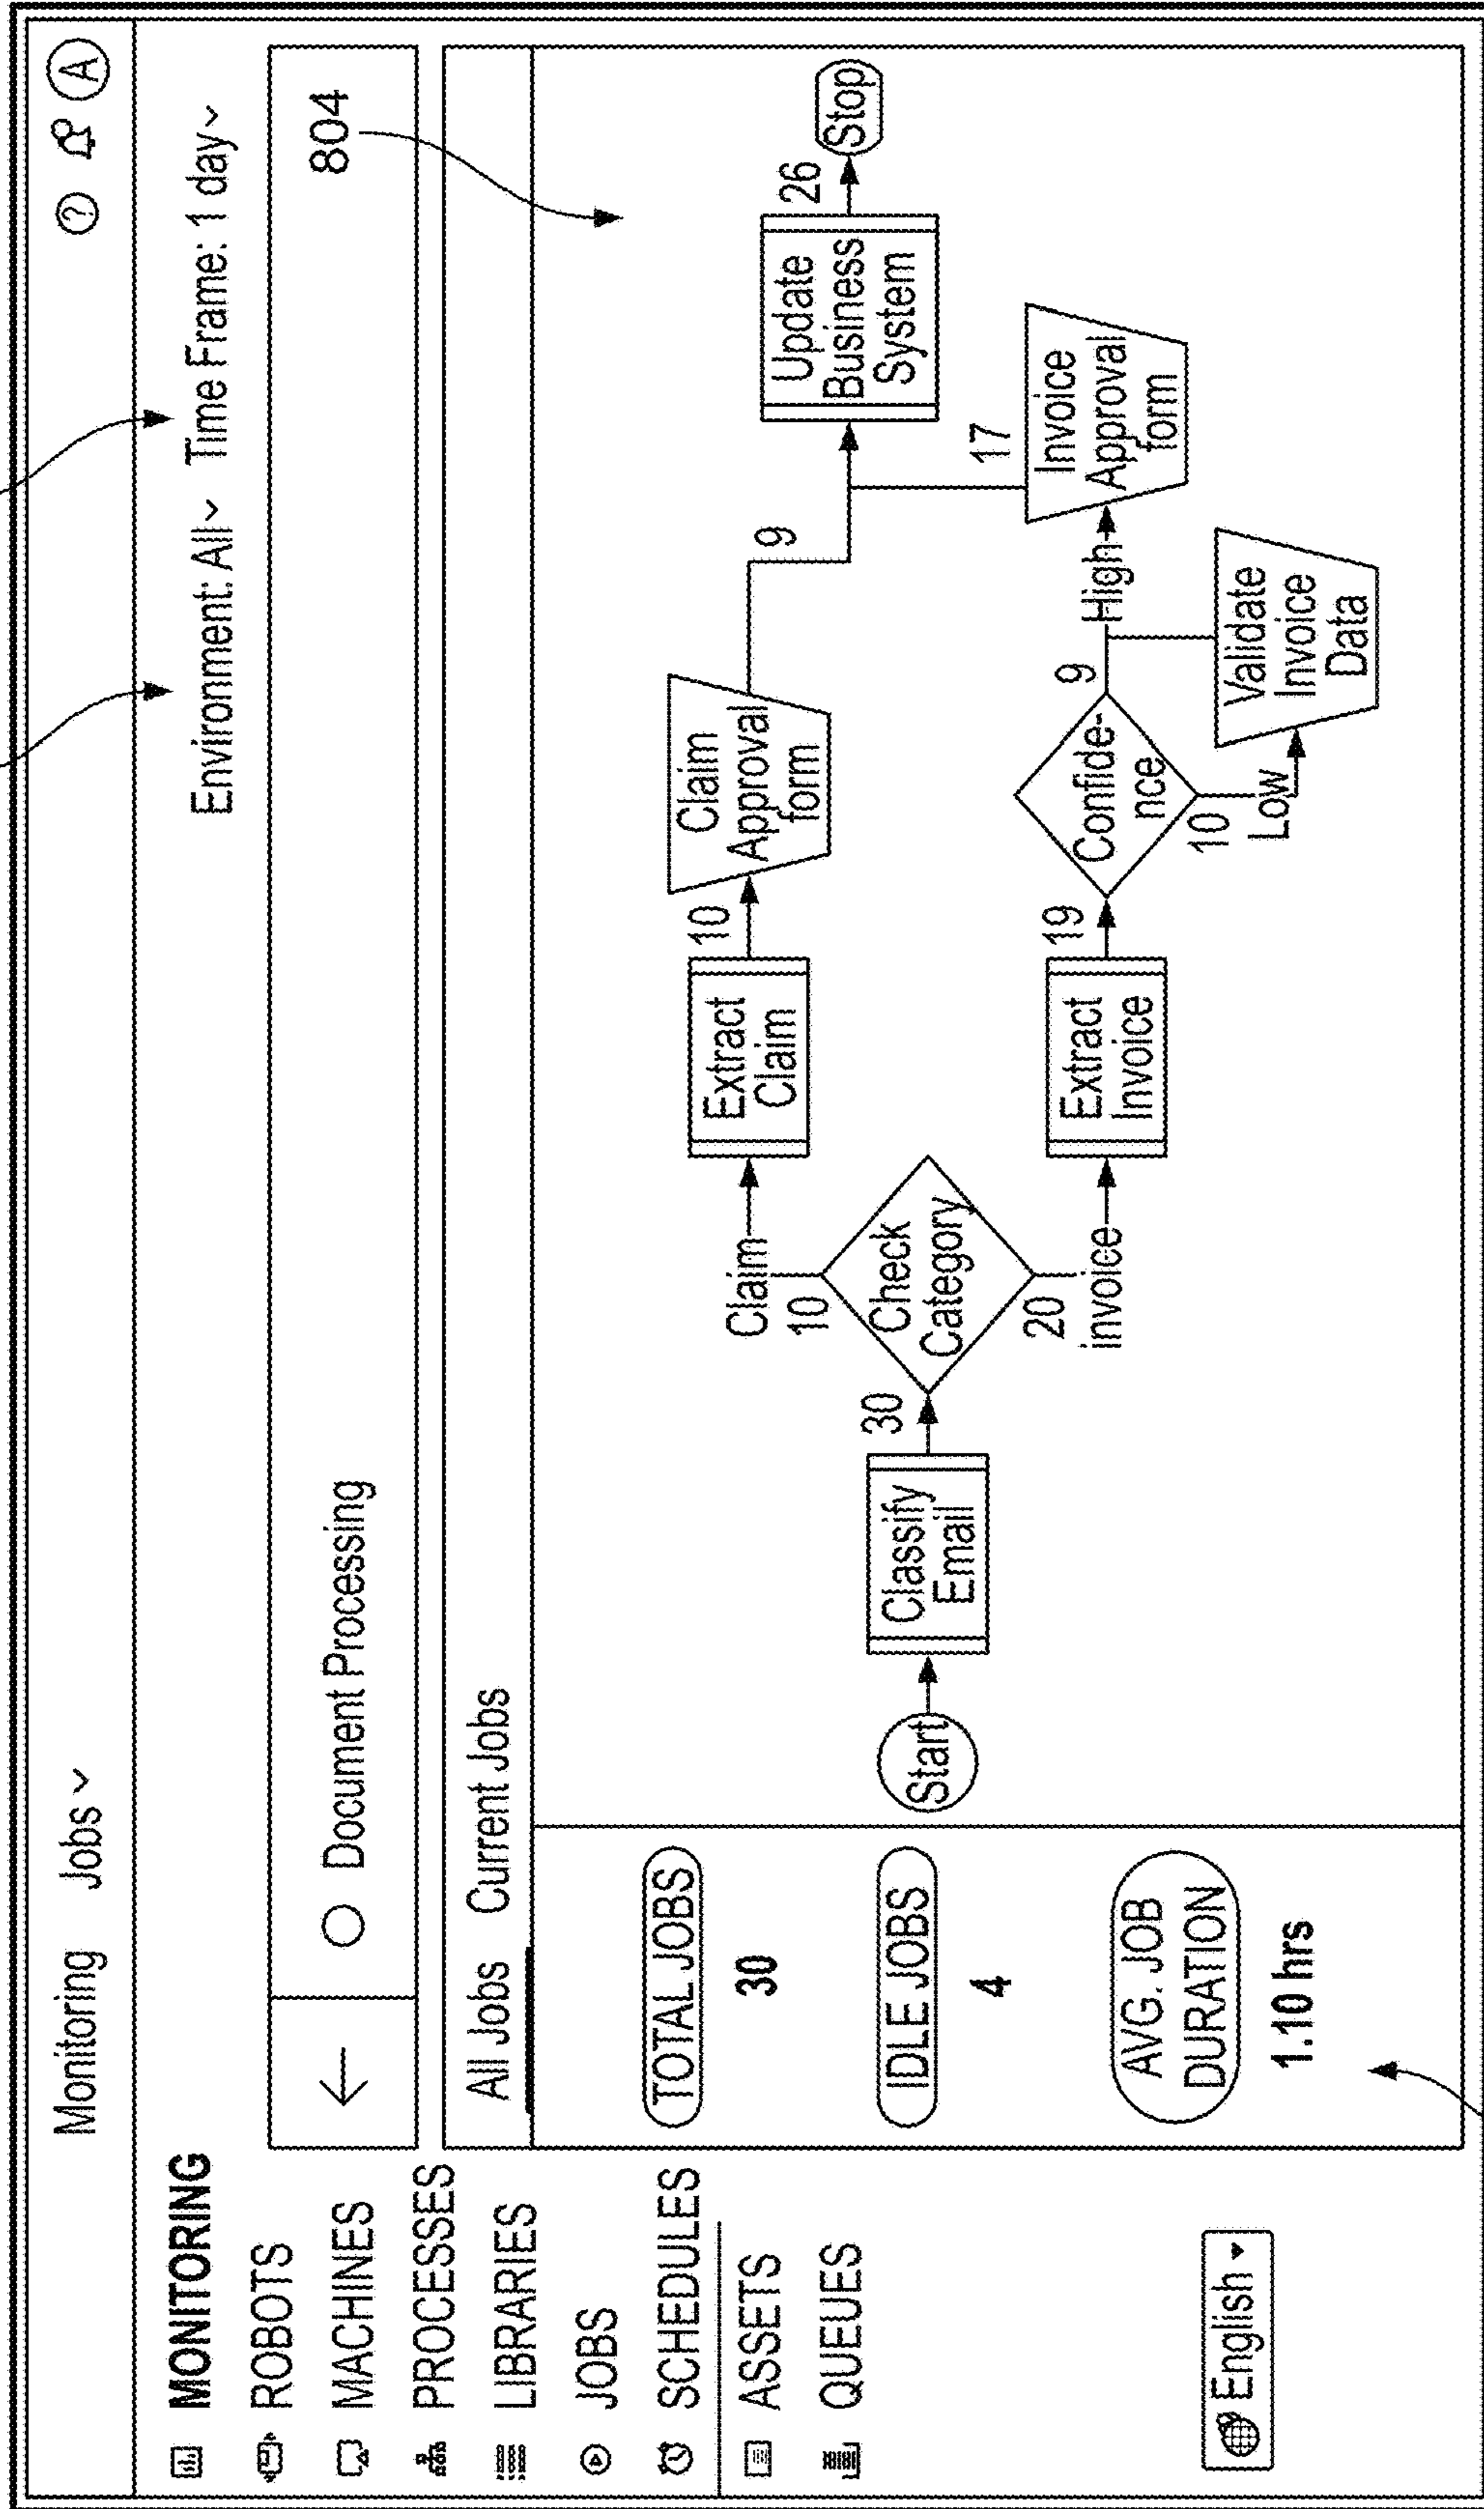 Monitoring Jobs
? A
MONITORING
ROBOTS
MACHINES
PROCESSES
LIBRARIES
JOBS
SCHEDULES
ASSETS
QUEUES
English
Environment: All Time Frame: 1 day
Document Processing
804
All Jobs Current Jobs
TOTAL JOBS
30
IDLE JOBS
4
AVG. JOB
DURATION
1.10 hrs
Start
Classify
Email
30
Check
Category
10
Claim
20
invoice
Extract
Claim
10
Claim
Approval
form
9
Extract
Invoice
19
Confide-
nce
9
High
10
Low
Validate
Invoice
Data
Invoice
Approval
form
17
Update
Business
System
26
Stop